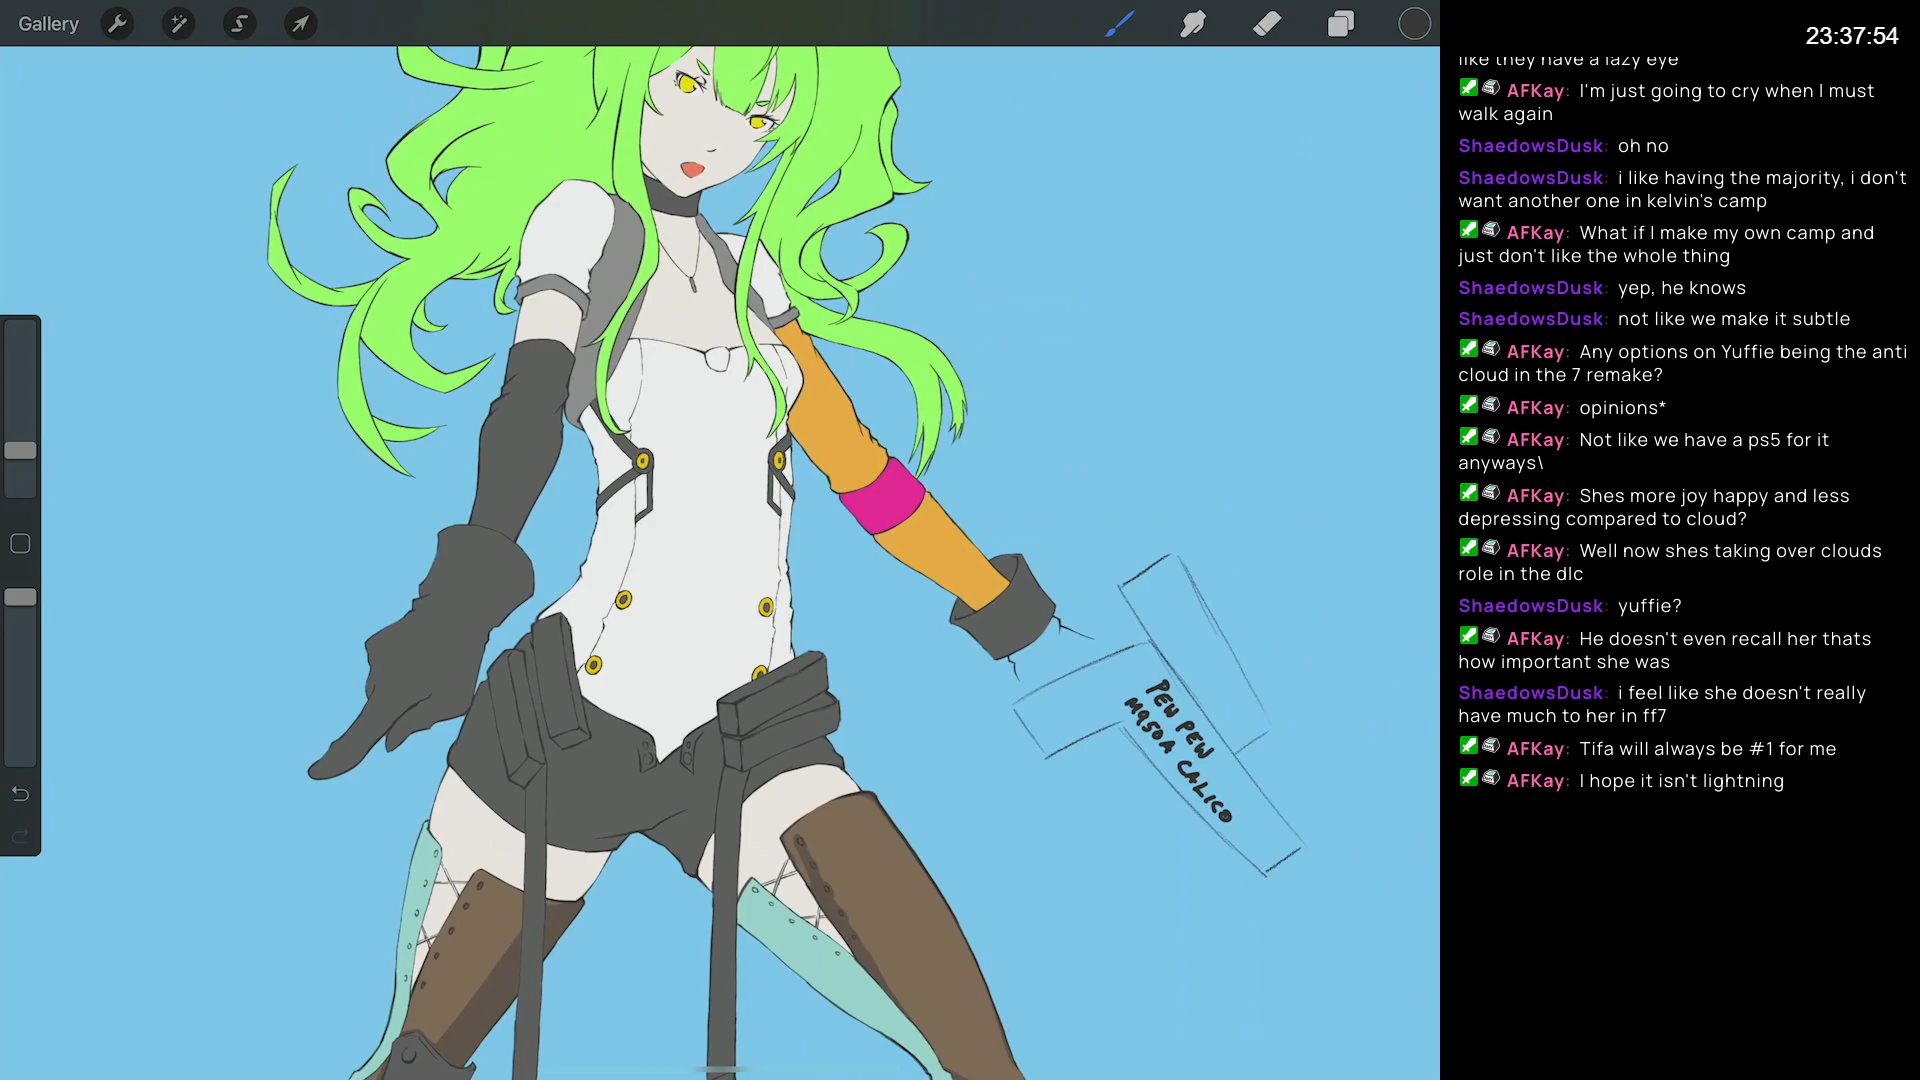 Gallery
23:37:54
like they have a lazy eye
AFKay: I'm just going to cry when I must
walk again
ShaedowsDusk: oh no
ShaedowsDusk: i like having the majority, i don't
want another one in kelvin's camp
AFKay: What if I make my own camp and
just don't like the whole thing
ShaedowsDusk: yep, he knows
ShaedowsDusk: not like we make it subtle
AFKay: Any options on Yuffie being the anti
cloud in the 7 remake?
AFKay: opinions*
AFKay: Not like we have a ps5 for it
anyways\
AFKay: Shes more joy happy and less
depressing compared to cloud?
AFKay: Well now shes taking over clouds
role in the dlc
ShaedowsDusk: yuffie?
AFKay: He doesn't even recall her thats
how important she was
ShaedowsDusk: i feel like she doesn't really
have much to her in ff7
AFKay: Tifa will always be #1 for me
AFKay: I hope it isn't lightning
PEW PEW
M950A CALICO